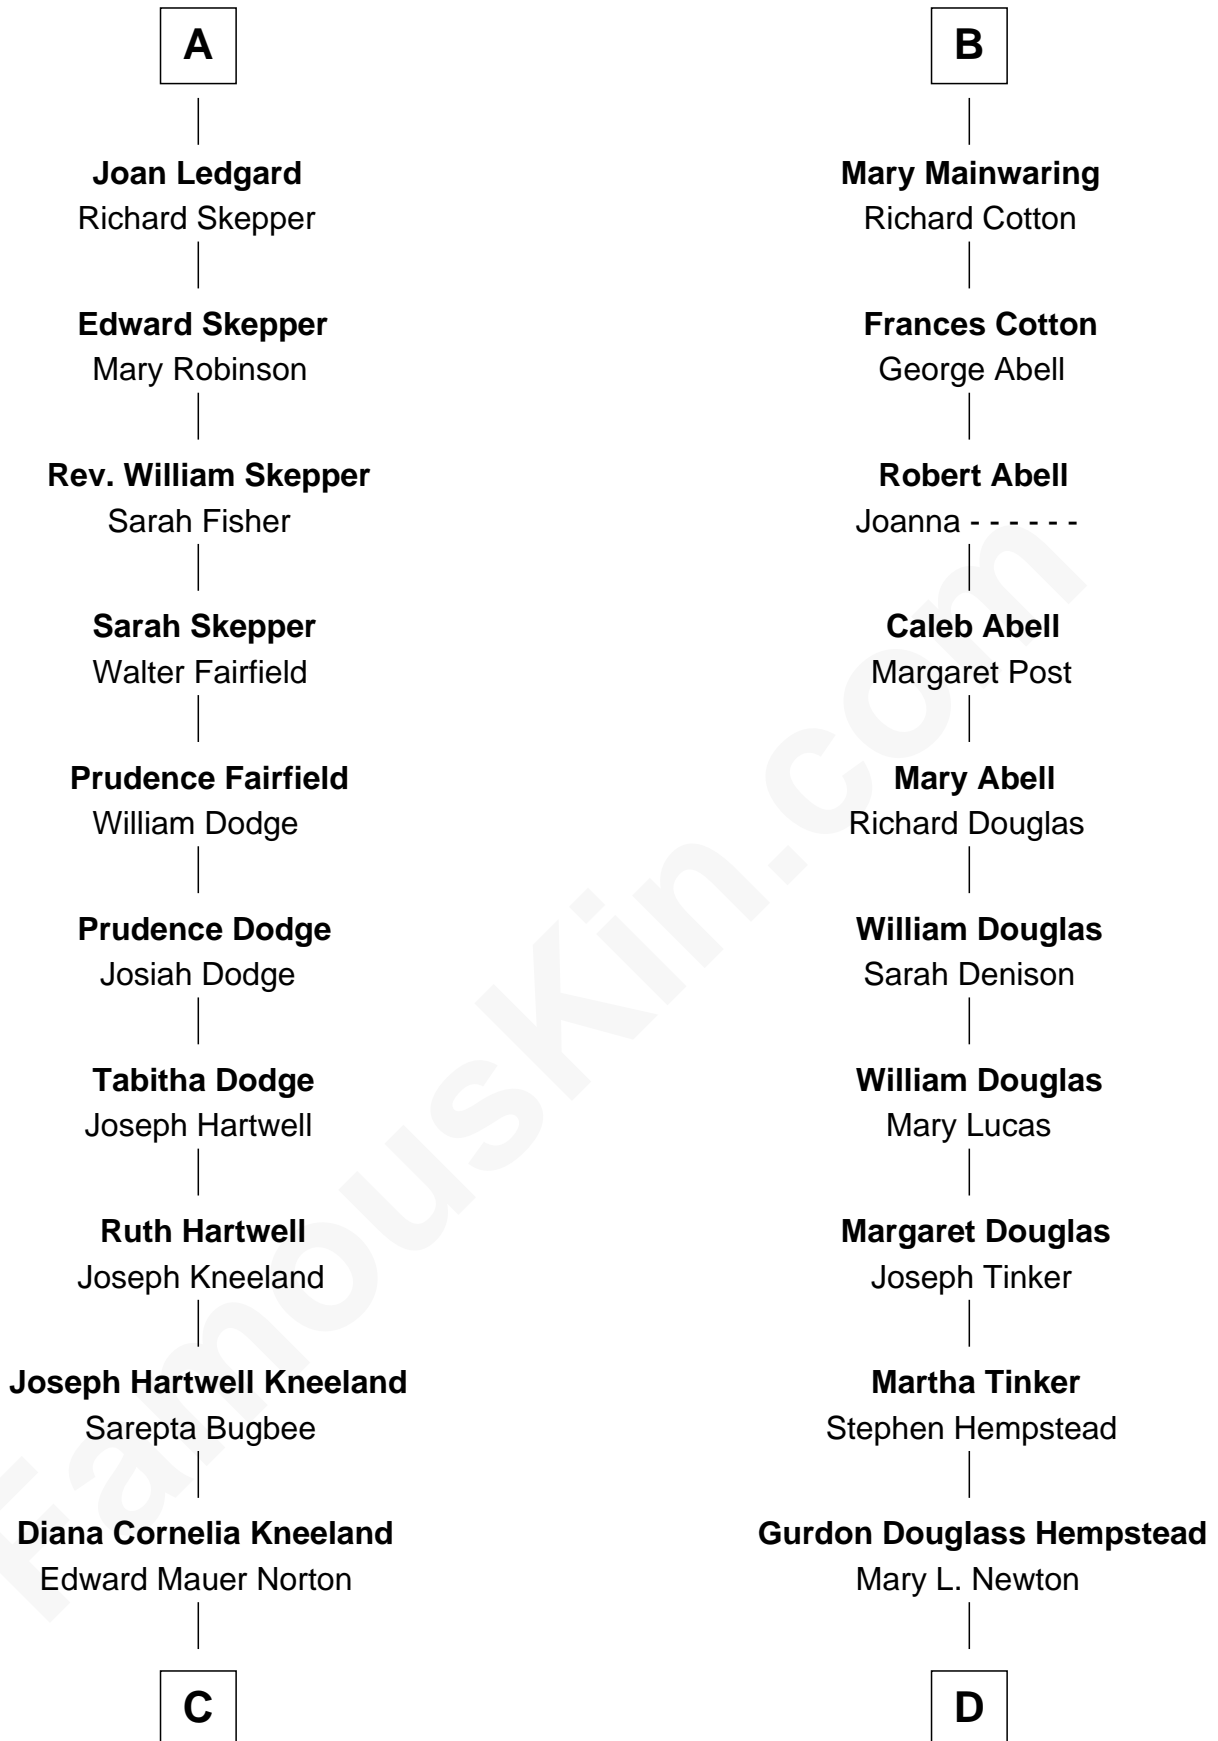 A
Joan Ledgard
Richard Skepper
Edward Skepper
Mary Robinson
Rev. William Skepper
Sarah Fisher
Sarah Skepper
Walter Fairfield
Prudence Fairfield
William Dodge
Prudence Dodge
Josiah Dodge
Tabitha Dodge
Joseph Hartwell
Ruth Hartwell
Joseph Kneeland
Joseph Hartwell Kneeland
Sarepta Bugbee
Diana Cornelia Kneeland
Edward Mauer Norton
C
B
Mary Mainwaring
Richard Cotton
Frances Cotton
George Abell
Robert Abell
Joanna - - - - - -
Caleb Abell
Margaret Post
Mary Abell
Richard Douglas
William Douglas
Sarah Denison
William Douglas
Mary Lucas
Margaret Douglas
Joseph Tinker
Martha Tinker
Stephen Hempstead
Gurdon Douglass Hempstead
Mary L. Newton
D
FamousKin.com